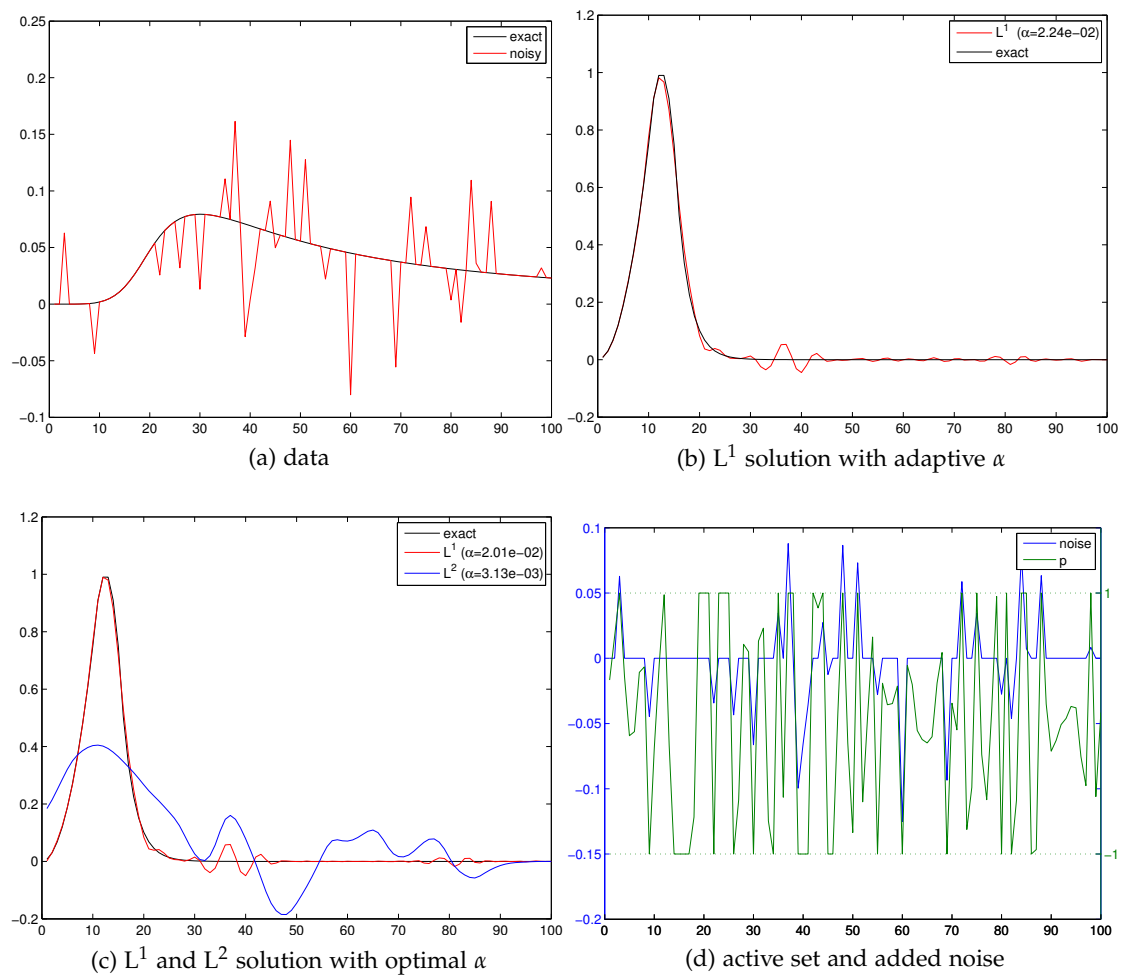 0.25
0.2
0.15
0.1
0.05
0
−0.05
−0.1
0 10 20 30 40 50 60 70 80 90 100
exact
noisy
(a) data
1.2
1
0.8
0.6
0.4
0.2
0
−0.2
0 10 20 30 40 50 60 70 80 90 100
L¹ (α=2.24e−02)
exact
(b) L¹ solution with adaptive α
1.2
1
0.8
0.6
0.4
0.2
0
−0.2
0 10 20 30 40 50 60 70 80 90 100
exact
L¹ (α=2.01e−02)
L² (α=3.13e−03)
(c) L¹ and L² solution with optimal α
0.1
0.05
0
−0.05
−0.1
−0.15
−0.2
0 10 20 30 40 50 60 70 80 90 100
1
−1
noise
p
(d) active set and added noise